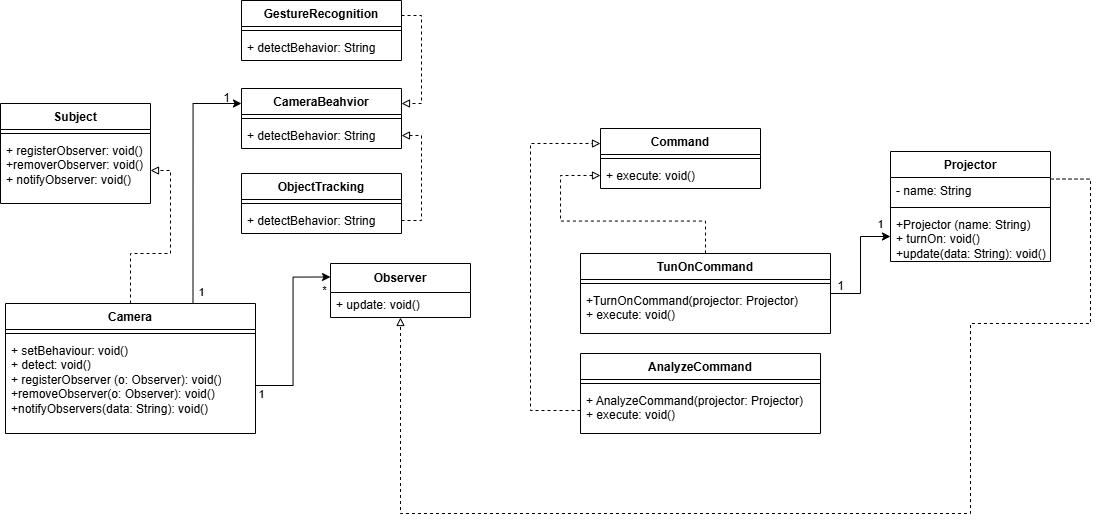 GestureRecognition
+ detectBehavior: String
1
CameraBeahvior
+ detectBehavior: String
Subject
+ registerObserver: void()
+removerObserver: void()
+ notifyObserver: void()
ObjectTracking
+ detectBehavior: String
Command
+ execute: void()
Projector
- name: String
+Projector (name: String)
+ turnOn: void()
+update(data: String): void()
1
TunOnCommand
+TurnOnCommand(projector: Projector)
+ execute: void()
1
Observer
+ update: void()
*
1
Camera
+ setBehaviour: void()
+ detect: void()
+ registerObserver (o: Observer): void()
+removeObserver(o: Observer): void()
+notifyObservers(data: String): void()
1
AnalyzeCommand
+ AnalyzeCommand(projector: Projector)
+ execute: void()